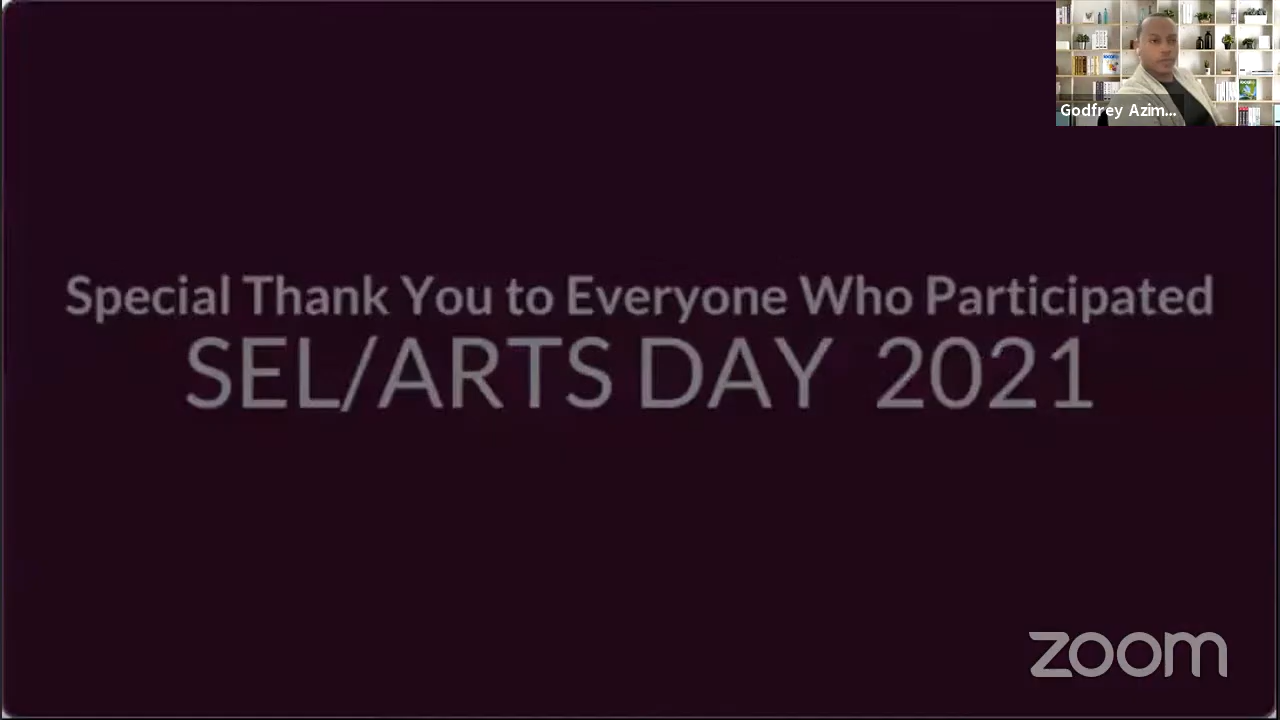 Godfrey Azim...
Special Thank You to Everyone Who Participated
SEL/ARTS DAY 2021
zoom